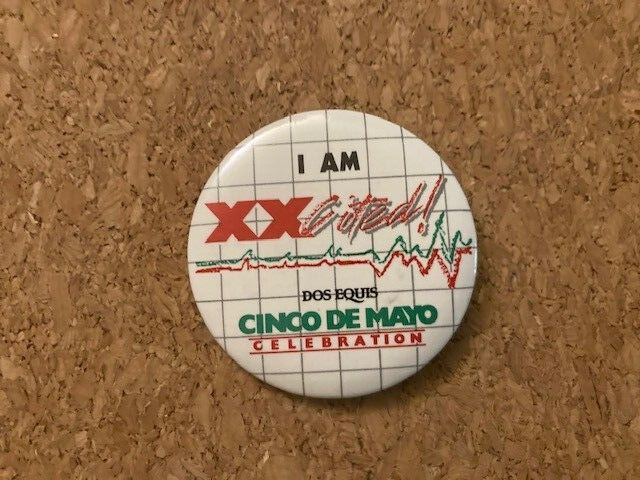 I AM
XXcited!
DOS EQUIS
CINCO DE MAYO
CELEBRATION